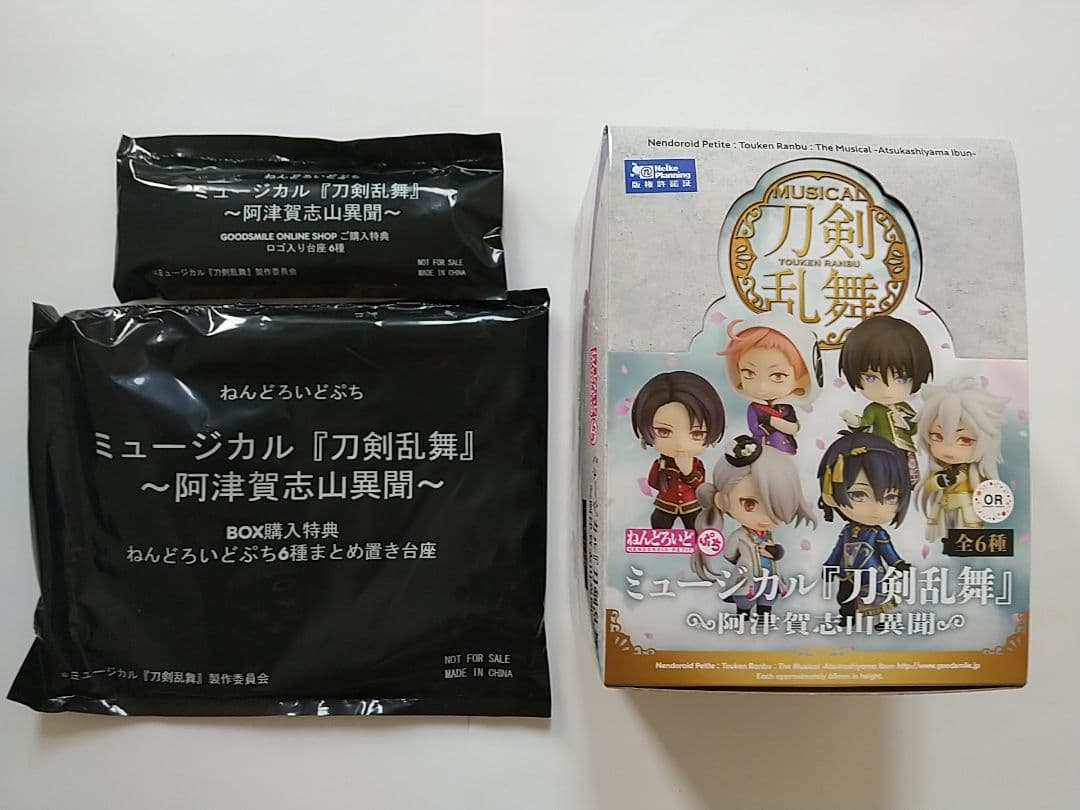 ねんどろいどぷち
ミュージカル『刀剣乱舞』
～阿津賀志山異聞～
GOODSMILE ONLINE SHOP ご購入特典
ロゴ入り台座 6種
NOT FOR SALE
MADE IN CHINA
©ミュージカル『刀剣乱舞』製作委員会
ねんどろいどぷち
ミュージカル『刀剣乱舞』
～阿津賀志山異聞～
BOX購入特典
ねんどろいどぷち6種まとめ置き台座
NOT FOR SALE
MADE IN CHINA
©ミュージカル『刀剣乱舞』製作委員会
Nendoroid Petite : Touken Ranbu : The Musical -Atsukashiyama Ibun-
@Nelke Planning
版権許諾証
MUSICAL
刀剣
TOUKEN RANBU
乱舞
OR
全6種
ねんどろいど ぷち
NENDOROID PETIT
ミュージカル『刀剣乱舞』
～阿津賀志山異聞～
Nendoroid Petite : Touken Ranbu : The Musical -Atsukashiyama Ibun- http://www.goodsmile.jp
Each approximately 65mm in height.